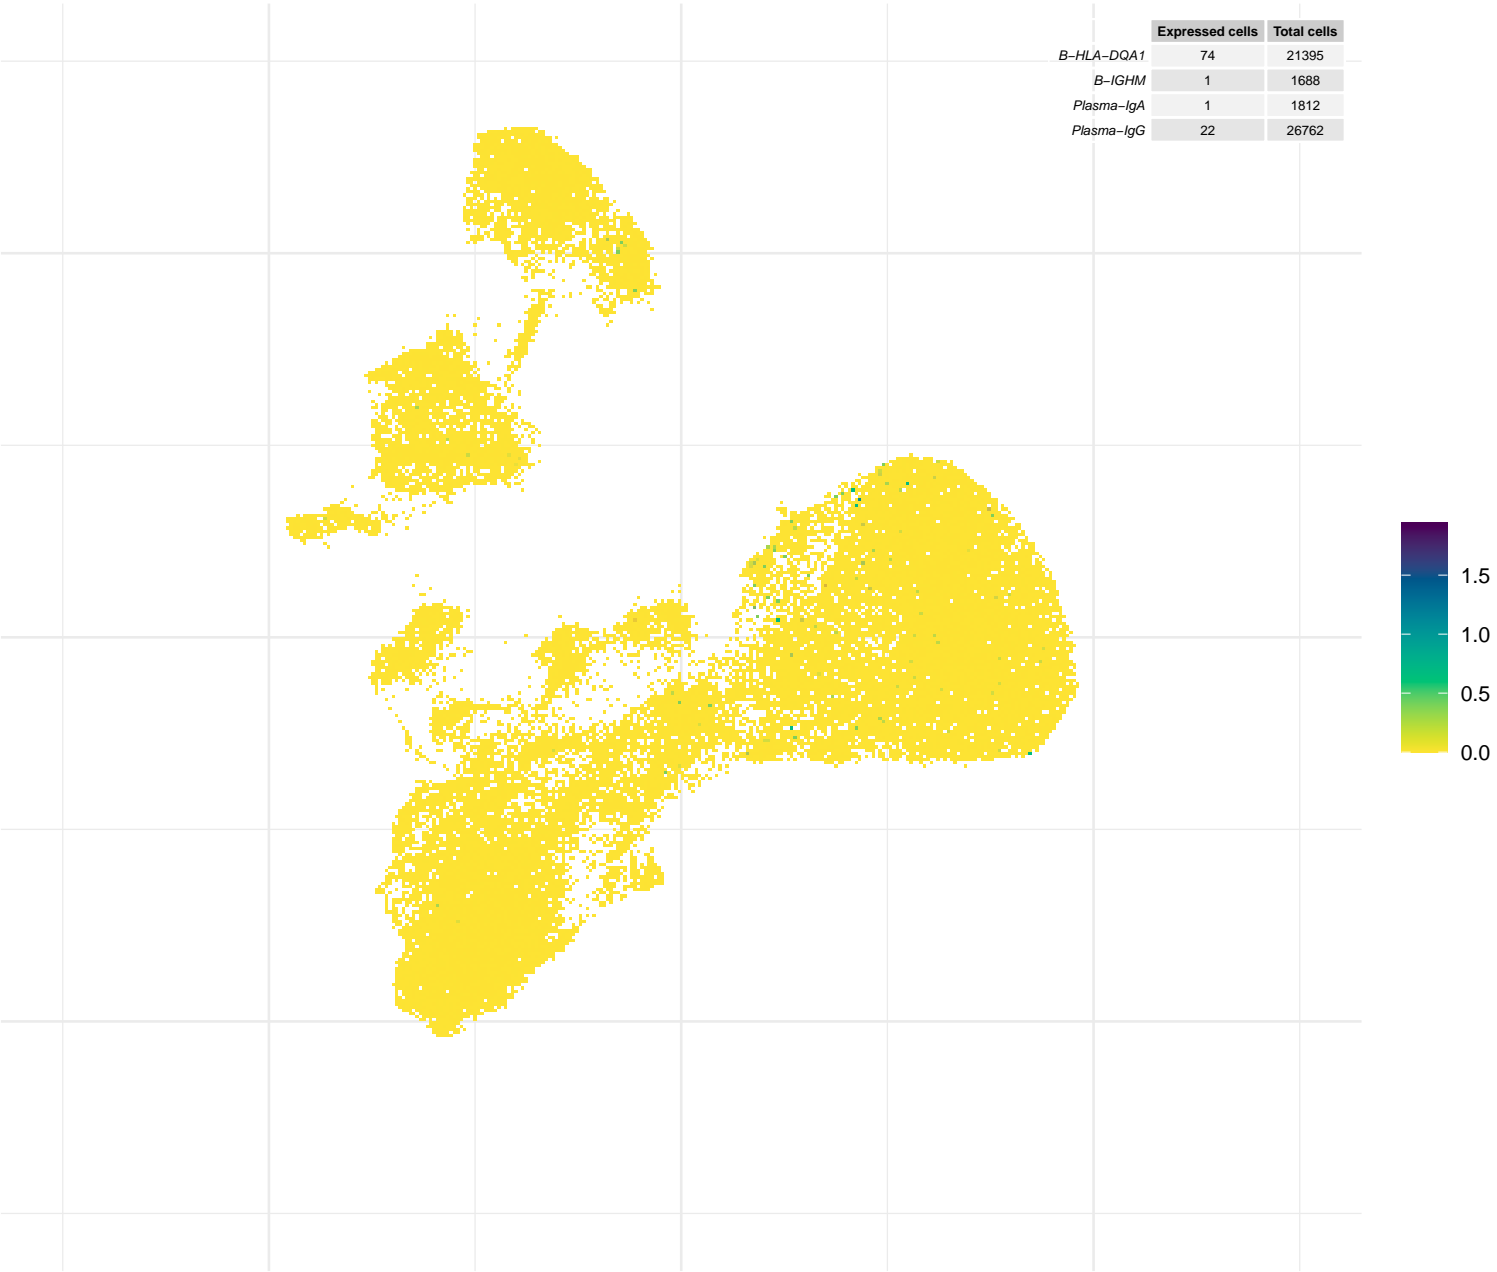 Expressed cells Total cells
B−HLA−DQA1 74 21395
B−IGHM 1 1688
Plasma−IgA 1 1812
Plasma−IgG 22 26762
1.5
1.0
0.5
0.0